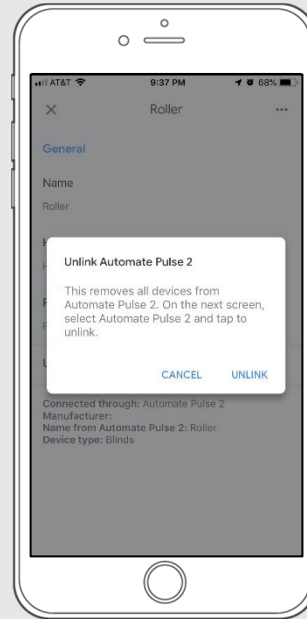 AT&T 9:37 PM 68%
Roller
General
Name
Roller
H
H
Unlink Automate Pulse 2
This removes all devices from
Automate Pulse 2. On the next screen,
select Automate Pulse 2 and tap to
unlink.
CANCEL UNLINK
Connected through: Automate Pulse 2
Manufacturer:
Name from Automate Pulse 2: Roller
Device type: Blinds